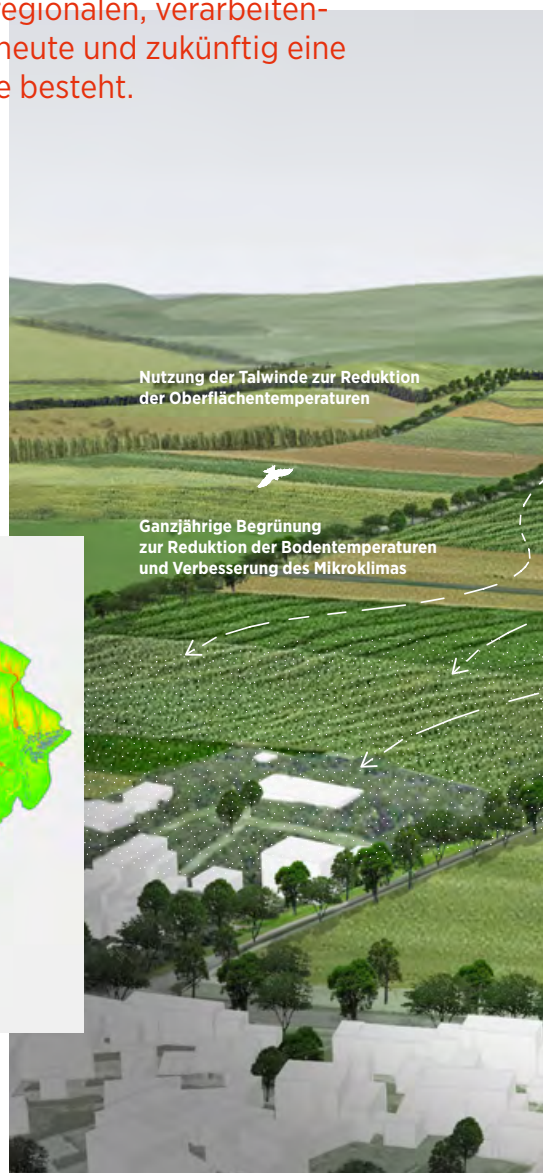 regionalen, verarbeiten-
heute und zukünftig eine
e besteht.
Nutzung der Talwinde zur Reduktion
der Oberflächentemperaturen
Ganzjährige Begrünung
zur Reduktion der Bodentemperaturen
und Verbesserung des Mikroklimas